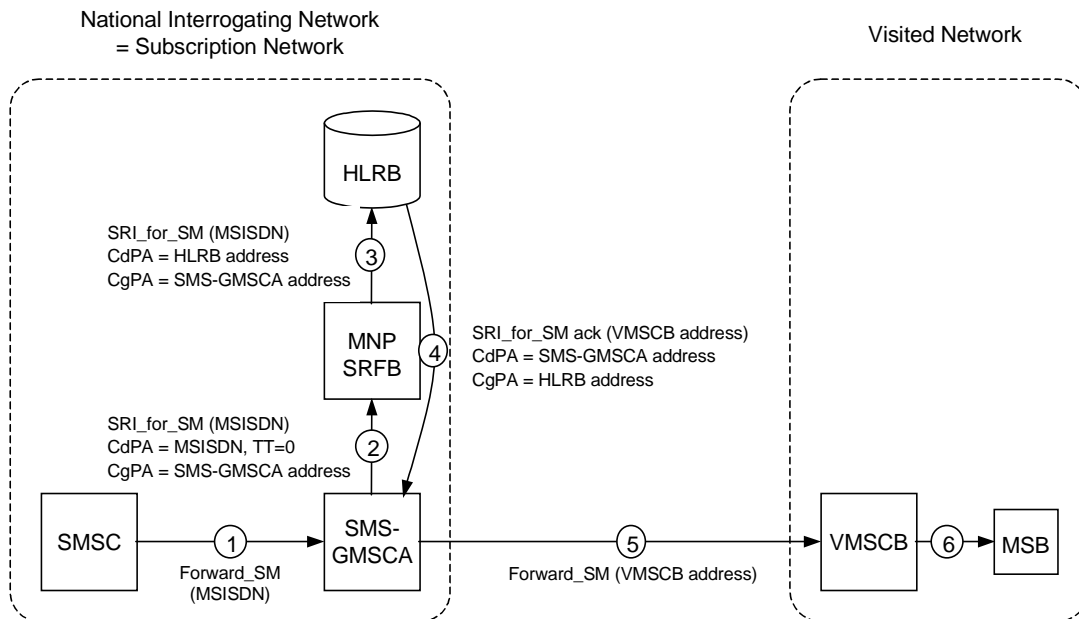 National Interrogating Network
= Subscription Network
Visited Network
HLRB
SRI_for_SM (MSISDN)
CdPA = HLRB address
CgPA = SMS-GMSCA address
3
MNP
SRFB
4
SRI_for_SM ack (VMSCB address)
CdPA = SMS-GMSCA address
CgPA = HLRB address
SRI_for_SM (MSISDN)
CdPA = MSISDN, TT=0
CgPA = SMS-GMSCA address
2
SMSC
1
Forward_SM
(MSISDN)
SMS-
GMSCA
5
Forward_SM (VMSCB address)
VMSCB
6
MSB